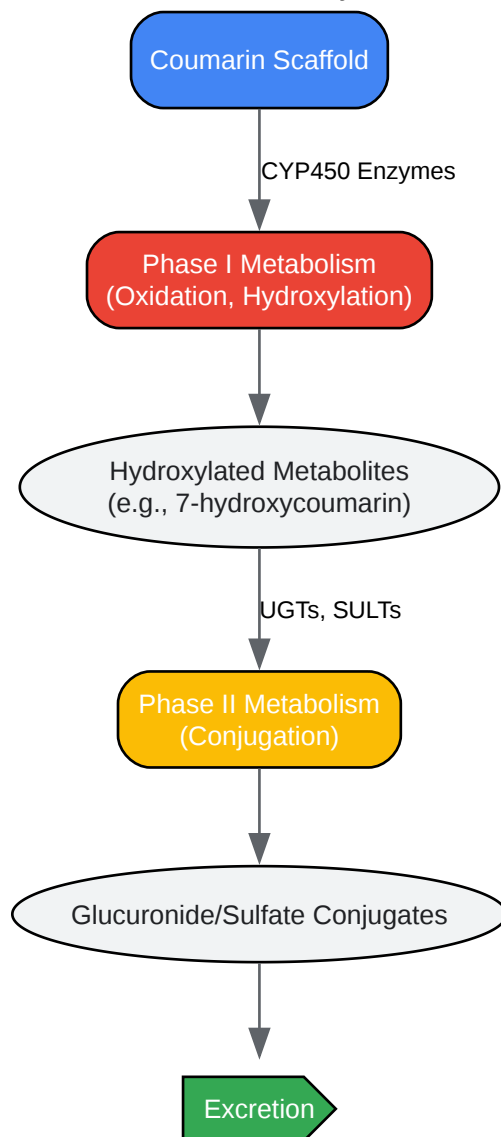 Coumarin Scaffold
CYP450 Enzymes
Phase I Metabolism
(Oxidation, Hydroxylation)
Hydroxylated Metabolites
(e.g., 7-hydroxycoumarin)
UGTs, SULTs
Phase II Metabolism
(Conjugation)
Glucuronide/Sulfate Conjugates
Excretion